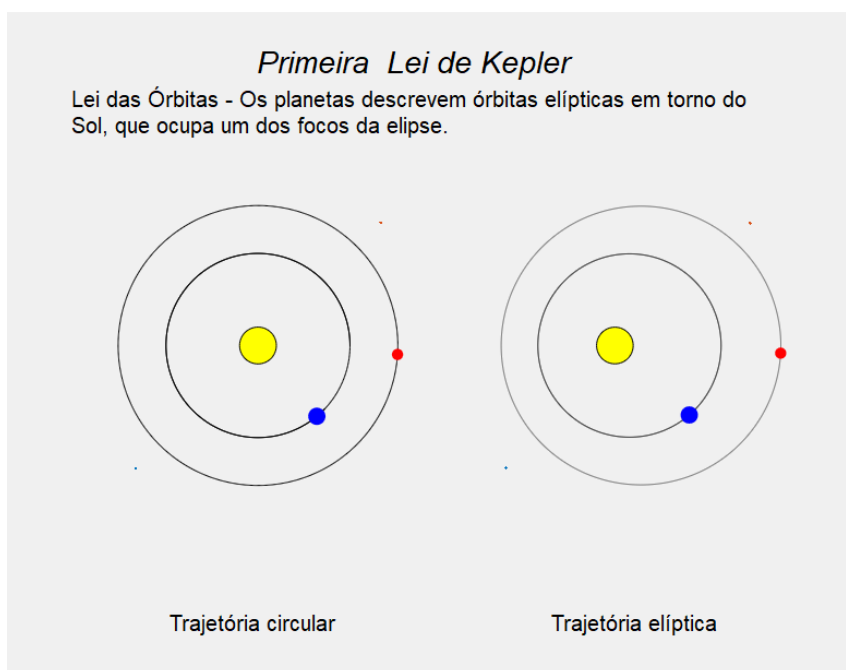 Primeira Lei de Kepler
Lei das Órbitas - Os planetas descrevem órbitas elípticas em torno do
Sol, que ocupa um dos focos da elipse.
Trajetória circular
Trajetória elíptica